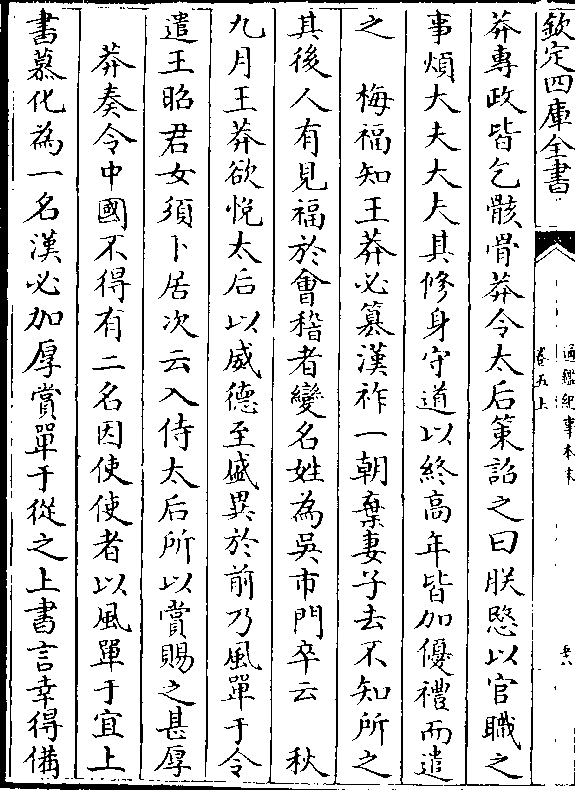 欽定四庫全書
通鑑紀事本末
卷五上
莽專政皆乞骸骨莽令太后策詔之曰朕愍以官職之
事煩大夫大夫其修身守道以終高年皆加優禮而遣
之　梅福知王莽必篡漢祚一朝棄妻子去不知所之
其後人有見福於會稽者變名姓為吳市門卒云　秋
九月王莽欲悅太后以威德至盛異於前乃風單于令
遣王昭君女須卜居次云入侍太后所以賞賜之甚厚
莽奏令中國不得有二名因使使者以風單于宜上
書慕化為一名漢必加厚賞單于從之上書言幸得備